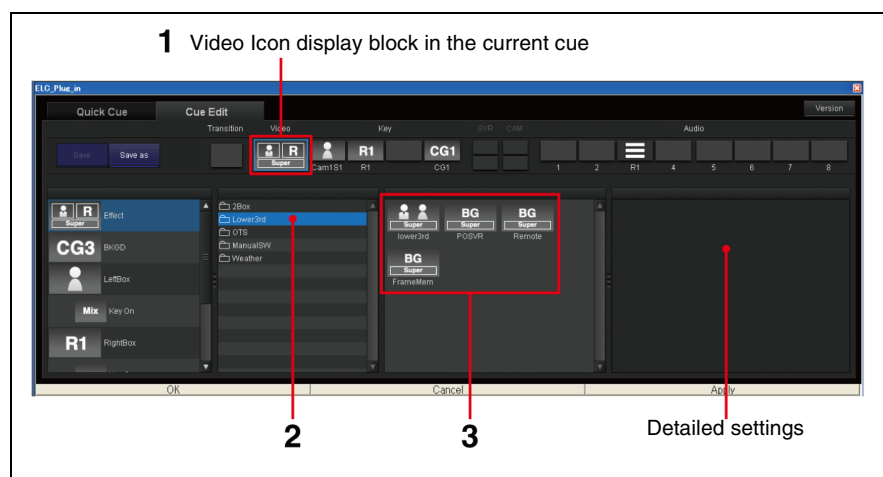 1 Video Icon display block in the current cue
ELC_Plug_in
Quick Cue Cue Edit Version
Transition Video Key SVR CAM Audio
Save Save as R Super R1 CG1
Cam1S1 R1 CG1 1 2 R1 4 5 6 7 8
R Super Effect
CG3 BKGD
LeftBox
Mix Key On
R1 RightBox
2Box
Lower3rd
OTS
ManualSW
Weather
Super BG Super BG Super
lower3rd POSVR Remote
BG Super
FrameMem
OK Cancel Apply
2 3 Detailed settings